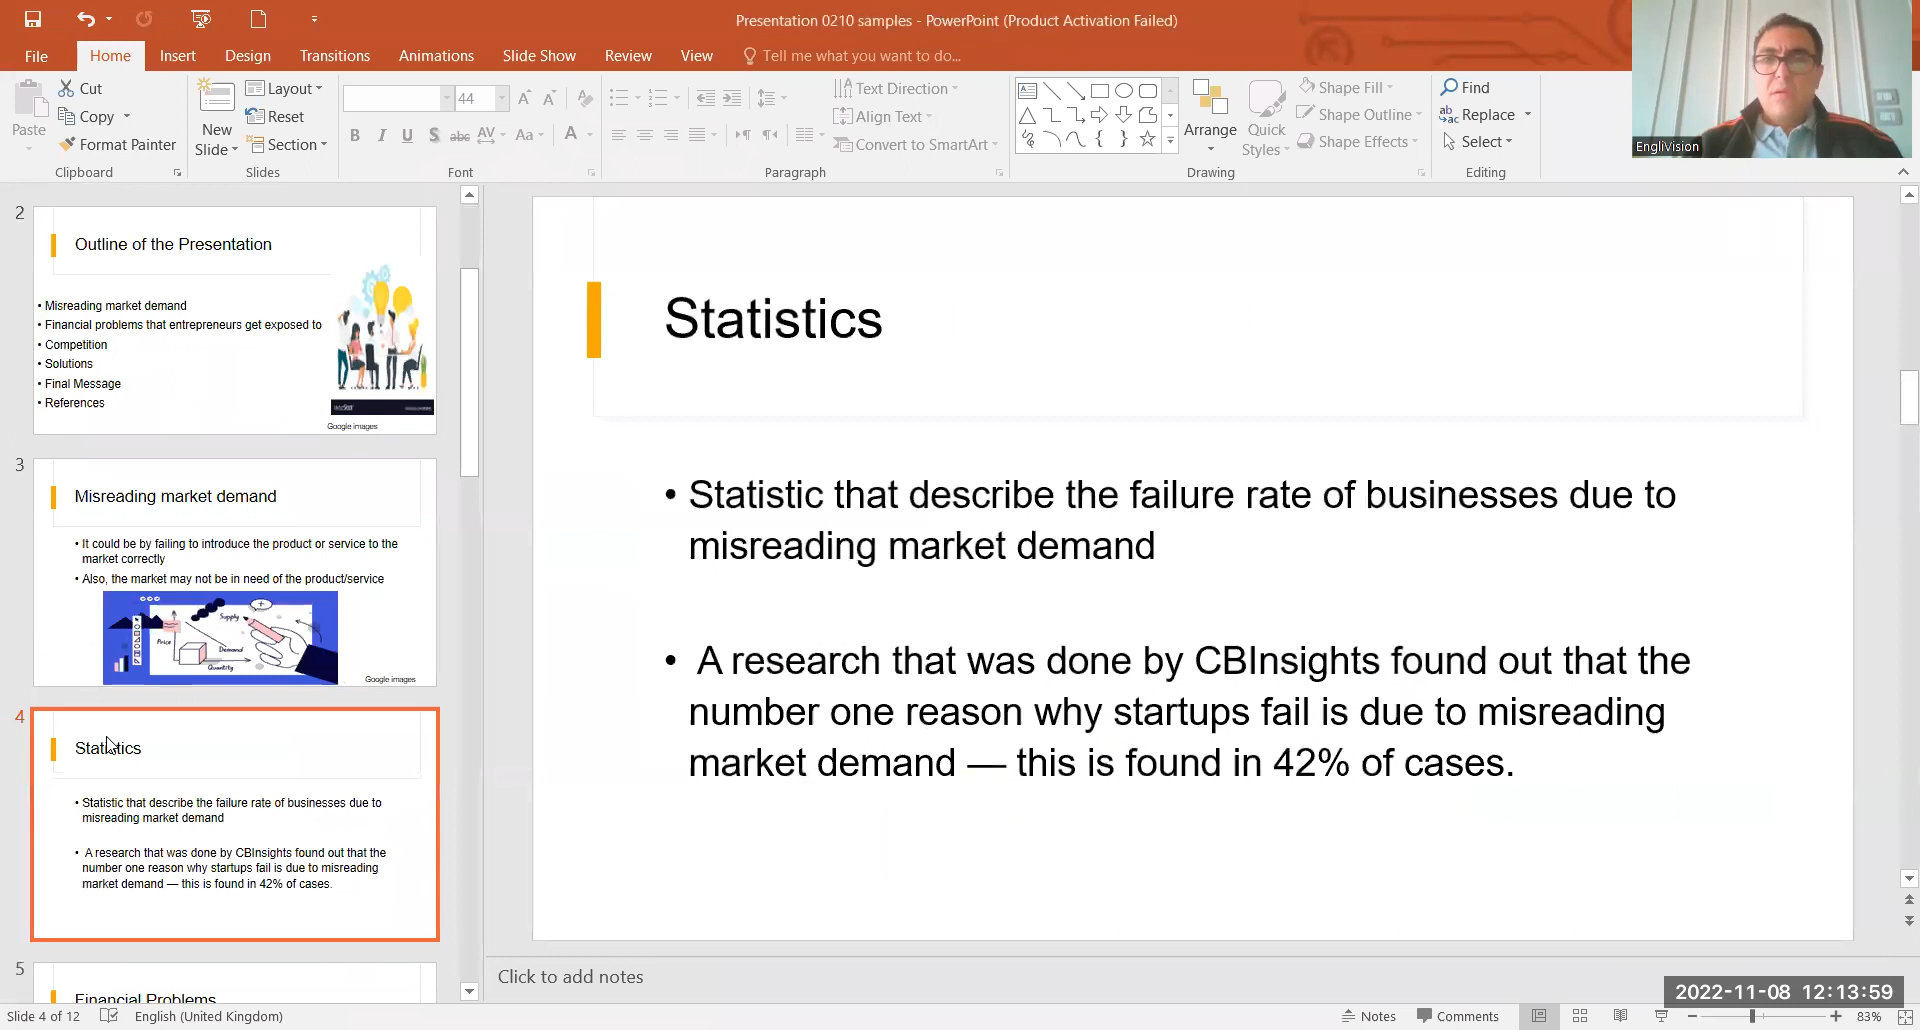 Presentation 0210 samples - PowerPoint (Product Activation Failed)
File Home Insert Design Transitions Animations Slide Show Review View Tell me what you want to do...
Paste
Cut
Copy
Format Painter
Clipboard
New
Slide
Layout
Reset
Section
Slides
44
B I U S abc AV Aa A
Font
Text Direction
Align Text
Convert to SmartArt
Paragraph
Arrange
Quick
Styles
Shape Fill
Shape Outline
Shape Effects
Drawing
Find
Replace
Select
Editing
EngliVision
2
Outline of the Presentation
• Misreading market demand
• Financial problems that entrepreneurs get exposed to
• Competition
• Solutions
• Final Message
• References
Google images
3
Misreading market demand
• It could be by failing to introduce the product or service to the
market correctly
• Also, the market may not be in need of the product/service
Supply
Price
Demand
Quantity
Google images
4
Statistics
• Statistic that describe the failure rate of businesses due to
misreading market demand
• A research that was done by CBInsights found out that the
number one reason why startups fail is due to misreading
market demand — this is found in 42% of cases.
5
Financial Problems
Statistics
• Statistic that describe the failure rate of businesses due to
misreading market demand
• A research that was done by CBInsights found out that the
number one reason why startups fail is due to misreading
market demand — this is found in 42% of cases.
Click to add notes
2022-11-08 12:13:59
Slide 4 of 12 English (United Kingdom) Notes Comments 83%